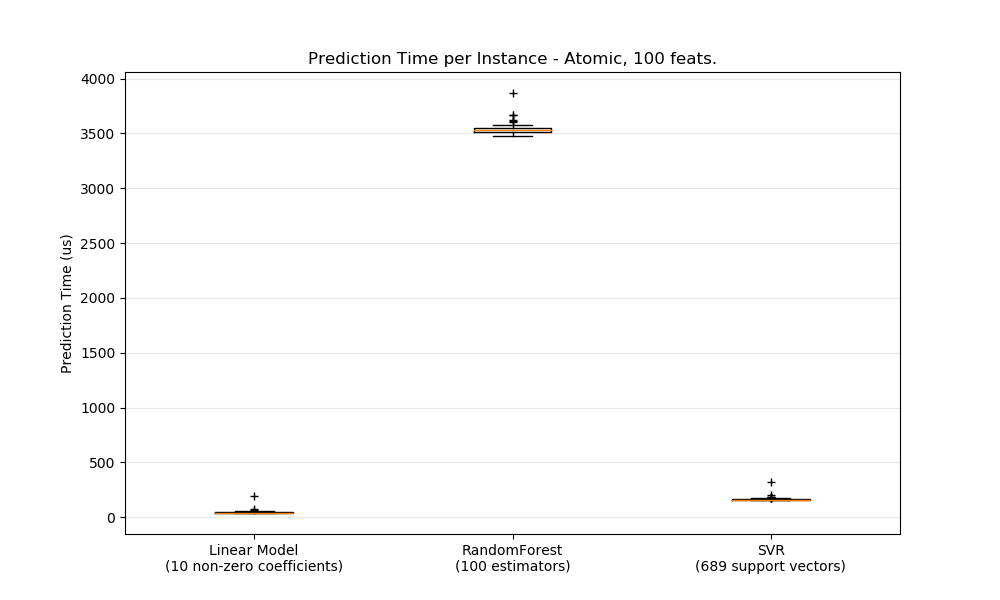 Prediction Time per Instance - Atomic, 100 feats.
4000
3500
3000
2500
2000
1500
1000
500
0
Prediction Time (us)
Linear Model
(10 non-zero coefficients)
RandomForest
(100 estimators)
SVR
(689 support vectors)